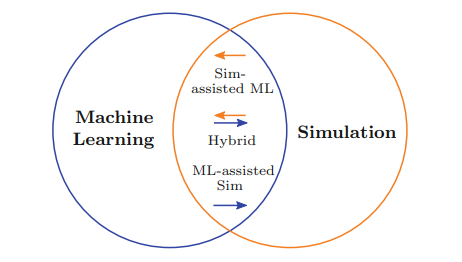 Sim-
assisted ML
Machine
Learning
Hybrid
Simulation
ML-assisted
Sim